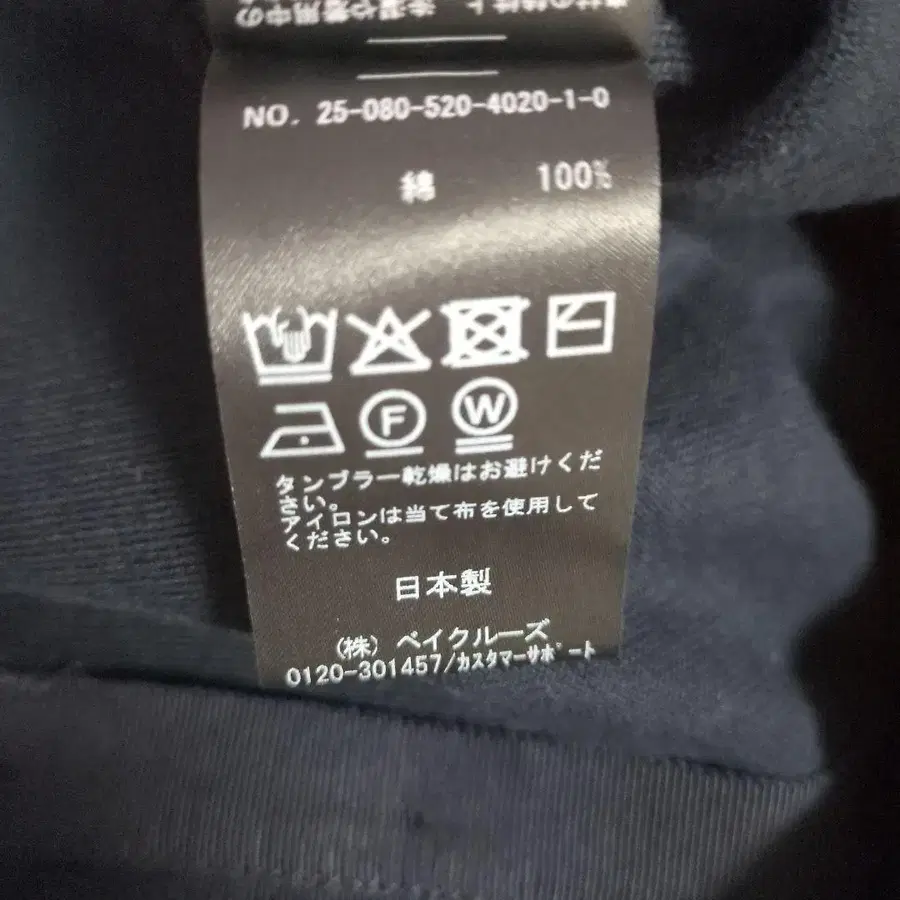 NO. 25-080-520-4020-1-0
綿 100%
F W
タンブラー乾燥はお避けくだ
さい。
アイロンは当て布を使用して
ください。
日本製
(株) ベイクルーズ
0120-301457/カスタマーサポート